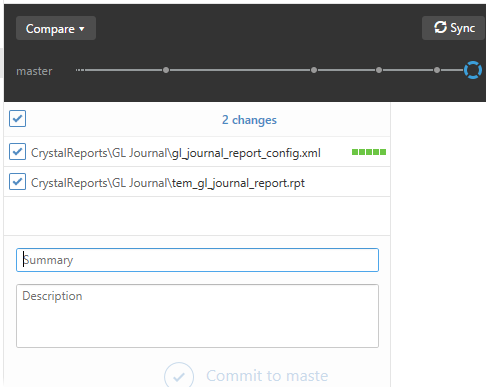 Compare
Sync
master
2 changes
CrystalReports\GL Journal\gl_journal_report_config.xml
CrystalReports\GL Journal\tem_gl_journal_report.rpt
Summary
Description
Commit to maste